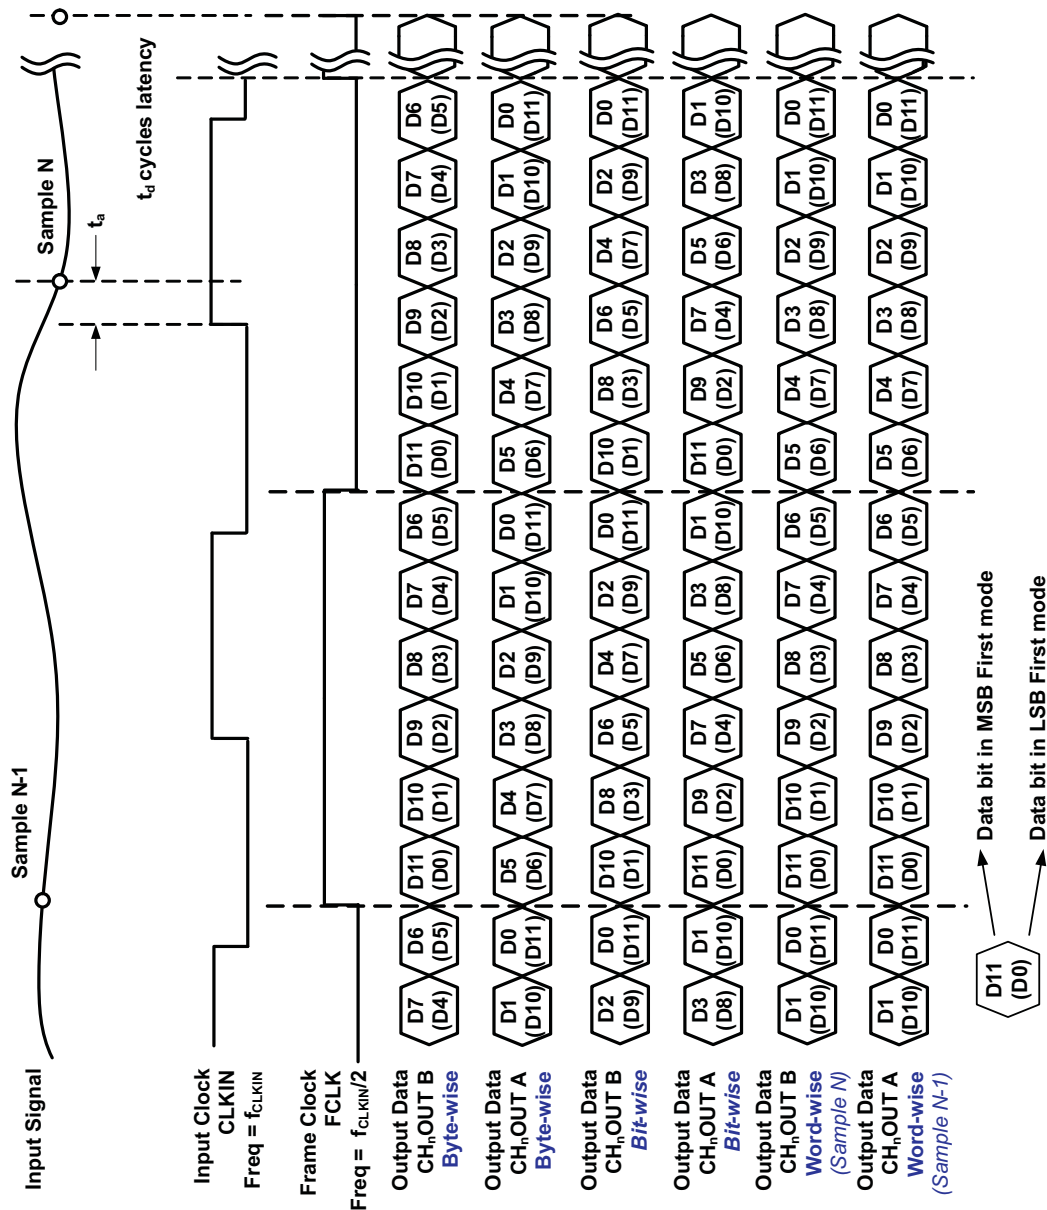 Sample N-1
Sample N
Input Signal
tₐ
t_d cycles latency
Input Clock
CLKIN
Freq = f_CLKIN
Frame Clock
FCLK
Freq = f_CLKIN/2
Output Data
CHₙOUT B
Byte-wise
D7 D6 D11 D10 D9 D8 D7 D6 D11 D10 D9 D8 D7 D6
(D4) (D5) (D0) (D1) (D2) (D3) (D4) (D5) (D0) (D1) (D2) (D3) (D4) (D5)
Output Data
CHₙOUT A
Byte-wise
D1 D0 D5 D4 D3 D2 D1 D0 D5 D4 D3 D2 D1 D0
(D10) (D11) (D6) (D7) (D8) (D9) (D10) (D11) (D6) (D7) (D8) (D9) (D10) (D11)
Output Data
CHₙOUT B
Bit-wise
D2 D0 D10 D8 D6 D4 D2 D0 D10 D8 D6 D4 D2 D0
(D9) (D11) (D1) (D3) (D5) (D7) (D9) (D11) (D1) (D3) (D5) (D7) (D9) (D11)
Output Data
CHₙOUT A
Bit-wise
D3 D1 D11 D9 D7 D5 D3 D1 D11 D9 D7 D5 D3 D1
(D8) (D10) (D0) (D2) (D4) (D6) (D8) (D10) (D0) (D2) (D4) (D6) (D8) (D10)
Output Data
CHₙOUT B
Word-wise
(Sample N)
D1 D0 D11 D10 D9 D8 D7 D6 D5 D4 D3 D2 D1 D0
(D10) (D11) (D0) (D1) (D2) (D3) (D4) (D5) (D6) (D7) (D8) (D9) (D10) (D11)
Output Data
CHₙOUT A
Word-wise
(Sample N-1)
D1 D0 D11 D10 D9 D8 D7 D6 D5 D4 D3 D2 D1 D0
(D10) (D11) (D0) (D1) (D2) (D3) (D4) (D5) (D6) (D7) (D8) (D9) (D10) (D11)
D11
(D0)
Data bit in MSB First mode
Data bit in LSB First mode